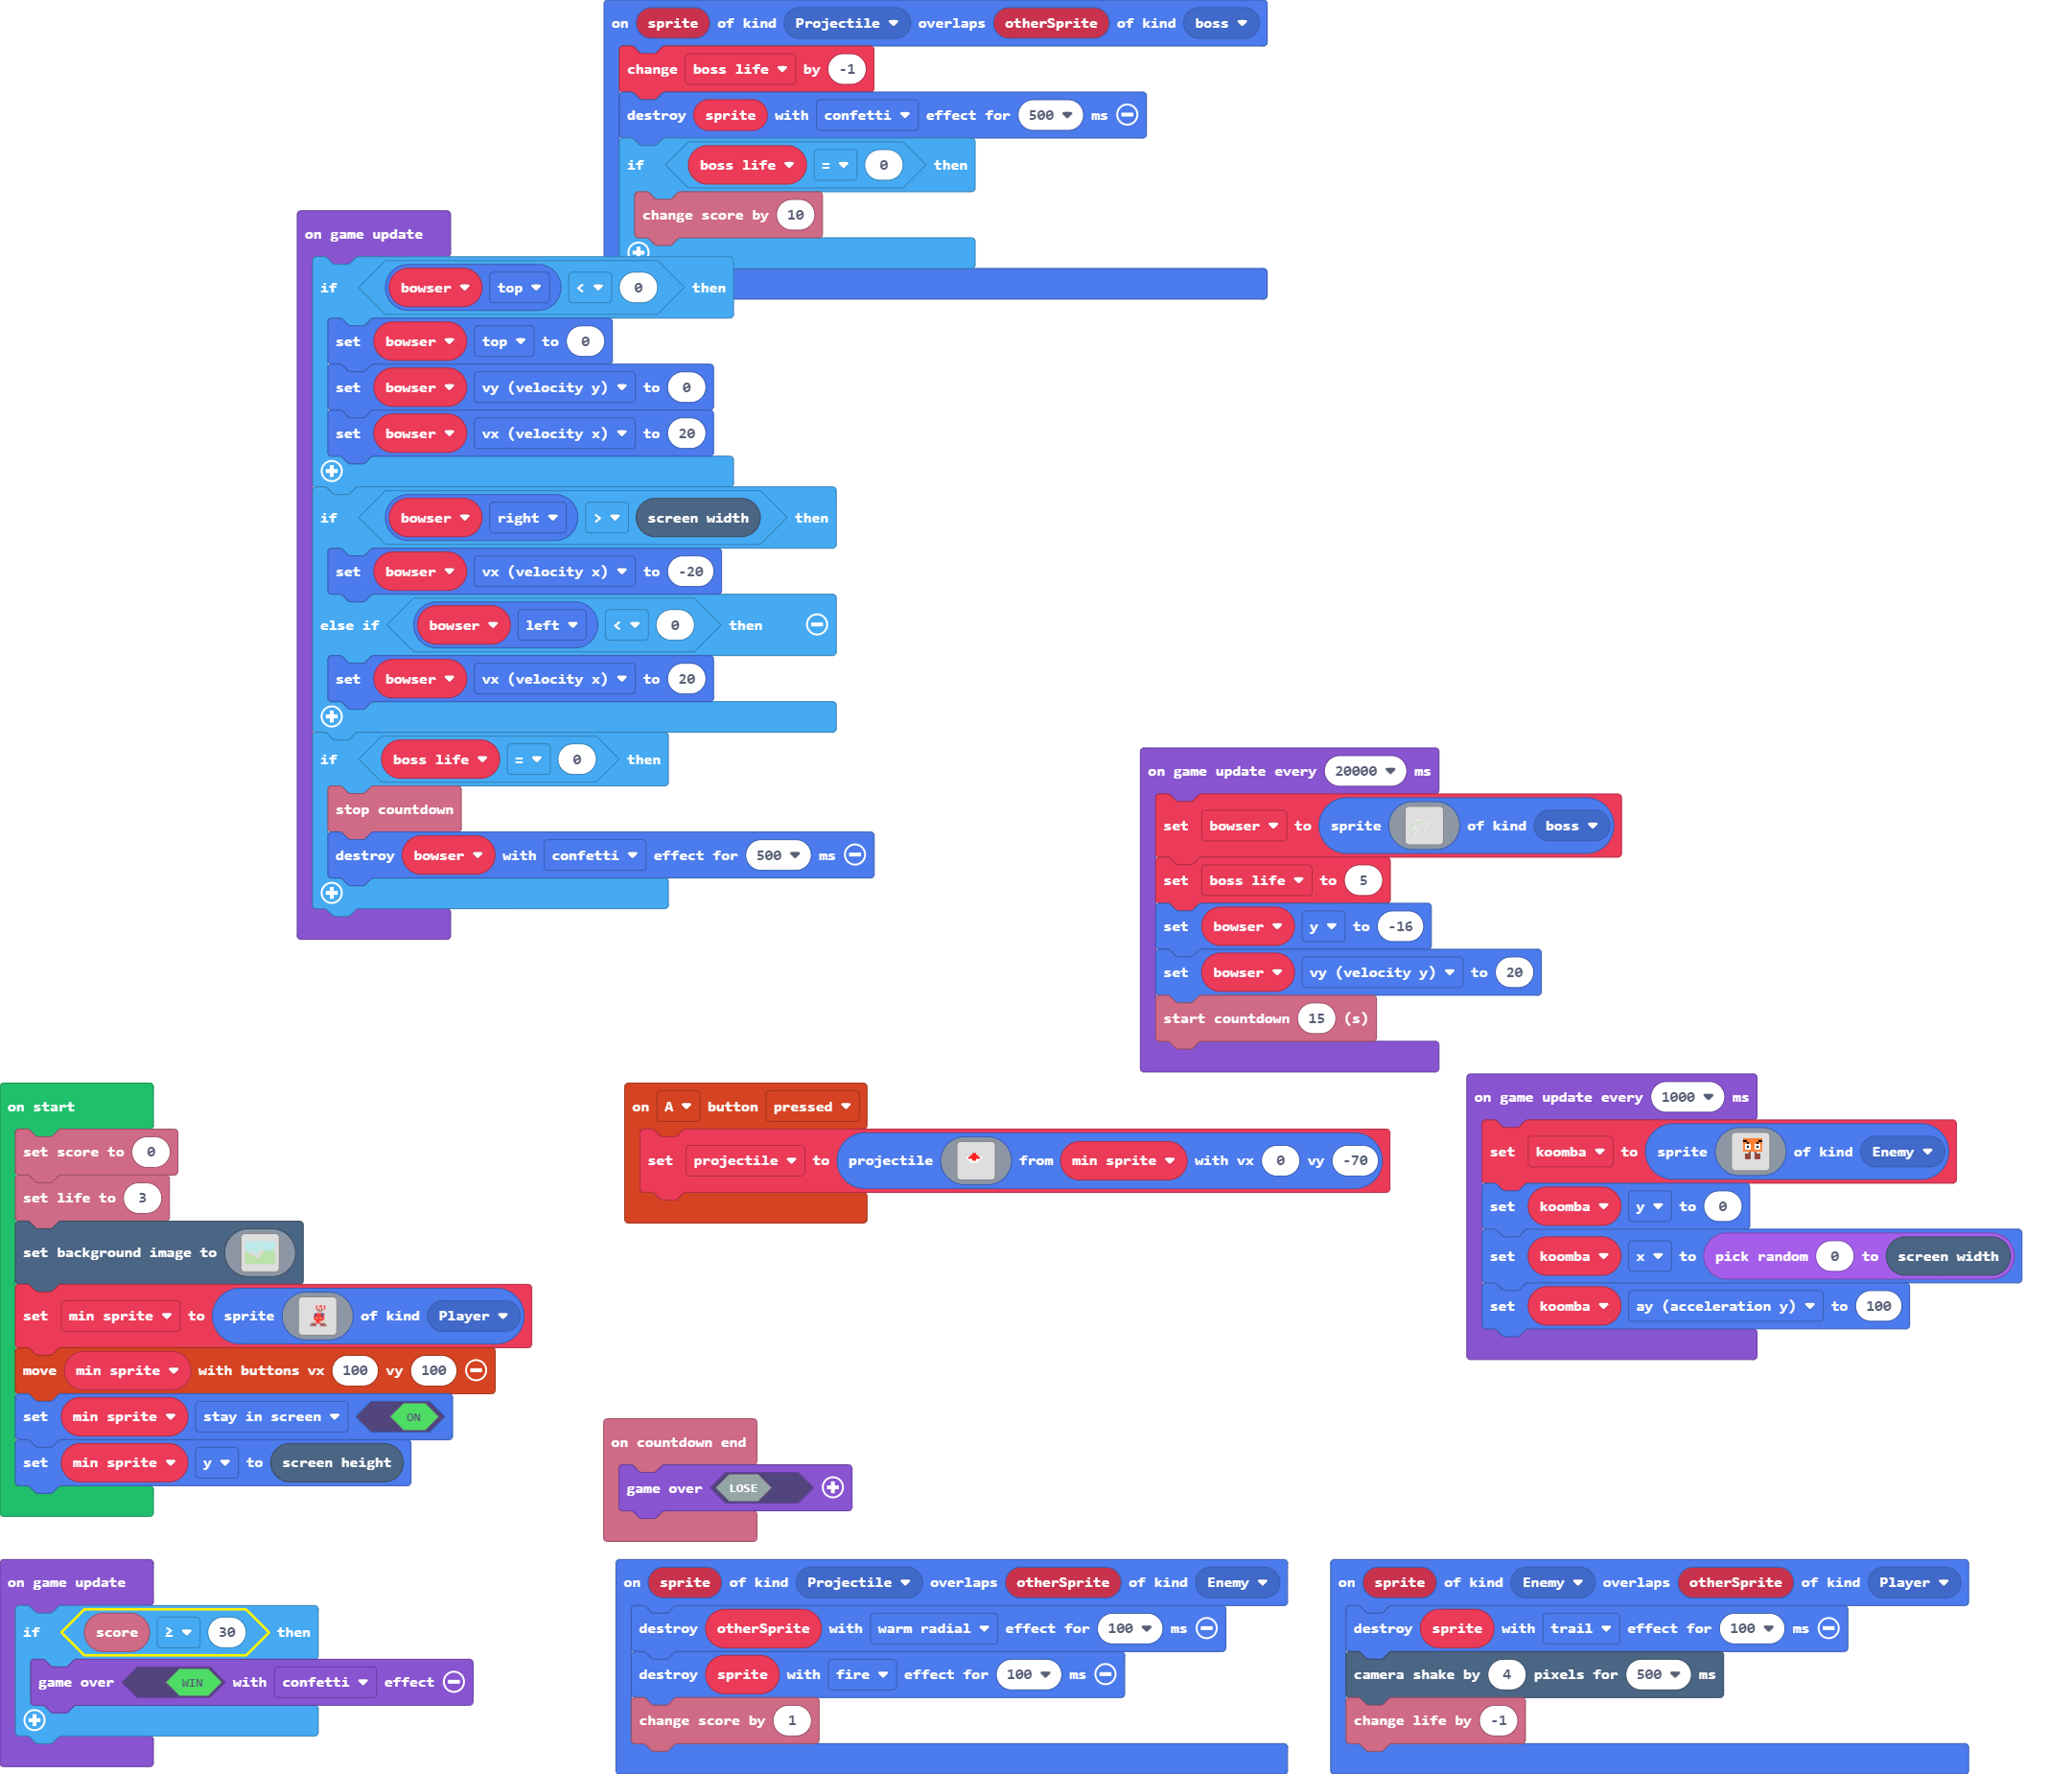 on sprite of kind Projectile overlaps otherSprite of kind boss
change boss life by -1
destroy sprite with confetti effect for 500 ms
if boss life = 0 then
change score by 10
on game update
if bowser top < 0 then
set bowser top to 0
set bowser vy (velocity y) to 0
set bowser vx (velocity x) to 20
if bowser right > screen width then
set bowser vx (velocity x) to -20
else if bowser left < 0 then
set bowser vx (velocity x) to 20
if boss life = 0 then
stop countdown
destroy bowser with confetti effect for 500 ms
on game update every 20000 ms
set bowser to sprite of kind boss
set boss life to 5
set bowser y to -16
set bowser vy (velocity y) to 20
start countdown 15 (s)
on start
set score to 0
set life to 3
set background image to
set min sprite to sprite of kind Player
move min sprite with buttons vx 100 vy 100
set min sprite stay in screen ON
set min sprite y to screen height
on A button pressed
set projectile to projectile from min sprite with vx 0 vy -70
on game update every 1000 ms
set koomba to sprite of kind Enemy
set koomba y to 0
set koomba x to pick random 0 to screen width
set koomba ay (acceleration y) to 100
on countdown end
game over LOSE
on game update
if score ≥ 30 then
game over WIN with confetti effect
on sprite of kind Projectile overlaps otherSprite of kind Enemy
destroy otherSprite with warm radial effect for 100 ms
destroy sprite with fire effect for 100 ms
change score by 1
on sprite of kind Enemy overlaps otherSprite of kind Player
destroy sprite with trail effect for 100 ms
camera shake by 4 pixels for 500 ms
change life by -1